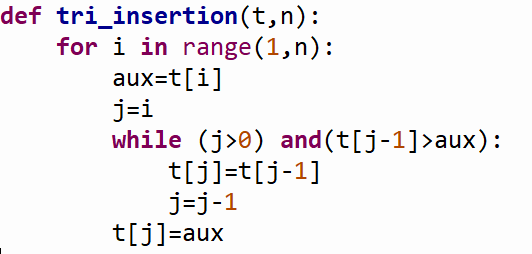 def tri_insertion(t,n):
    for i in range(1,n):
        aux=t[i]
        j=i
        while (j>0) and(t[j-1]>aux):
            t[j]=t[j-1]
            j=j-1
        t[j]=aux